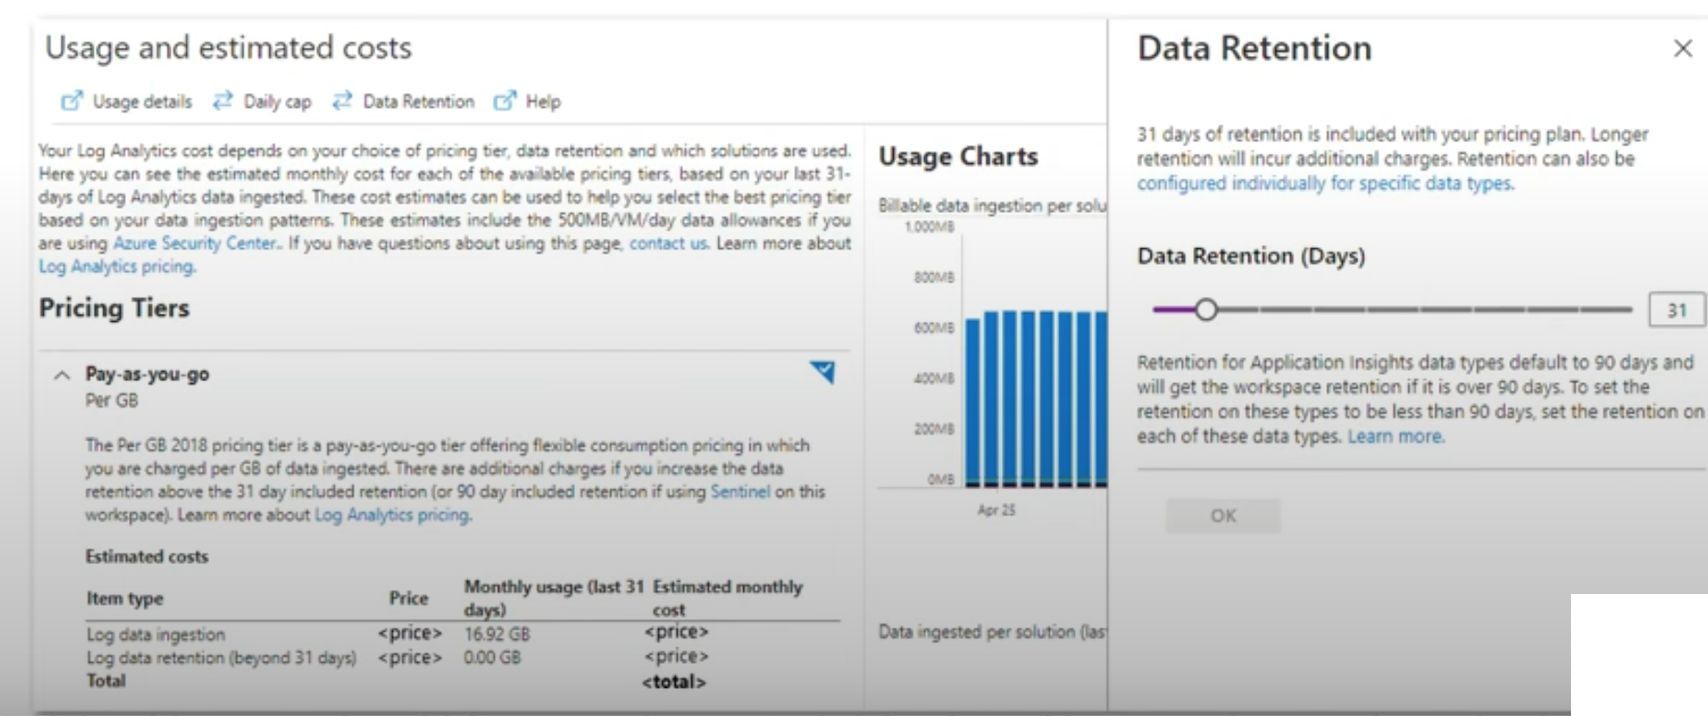 Usage and estimated costs
Usage details Daily cap Data Retention Help
Your Log Analytics cost depends on your choice of pricing tier, data retention and which solutions are used.
Here you can see the estimated monthly cost for each of the available pricing tiers, based on your last 31-
days of Log Analytics data ingested. These cost estimates can be used to help you select the best pricing tier
based on your data ingestion patterns. These estimates include the 500MB/VM/day data allowances if you
are using Azure Security Center.. If you have questions about using this page, contact us. Learn more about
Log Analytics pricing.
Pricing Tiers
Pay-as-you-go
Per GB
The Per GB 2018 pricing tier is a pay-as-you-go tier offering flexible consumption pricing in which
you are charged per GB of data ingested. There are additional charges if you increase the data
retention above the 31 day included retention (or 90 day included retention if using Sentinel on this
workspace). Learn more about Log Analytics pricing.
Estimated costs
Item type Price Monthly usage (last 31 days) Estimated monthly cost
Log data ingestion <price> 16.92 GB <price>
Log data retention (beyond 31 days) <price> 0.00 GB <price>
Total <total>
Usage Charts
Billable data ingestion per solu
1,000MB
800MB
600MB
400MB
200MB
0MB
Apr 25
Data ingested per solution (las
Data Retention
31 days of retention is included with your pricing plan. Longer
retention will incur additional charges. Retention can also be
configured individually for specific data types.
Data Retention (Days)
31
Retention for Application Insights data types default to 90 days and
will get the workspace retention if it is over 90 days. To set the
retention on these types to be less than 90 days, set the retention on
each of these data types. Learn more.
OK